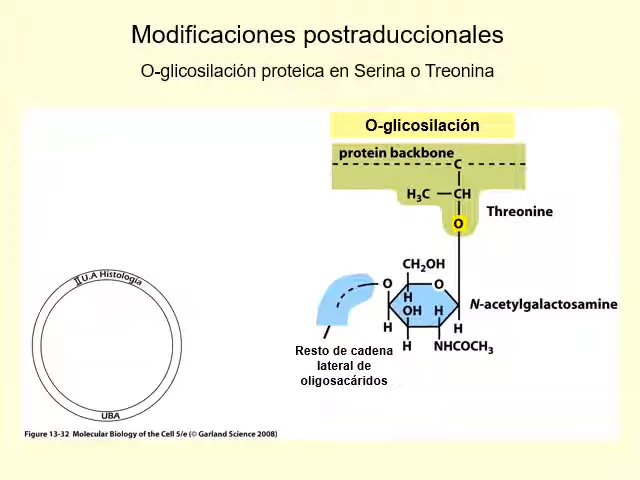 Modificaciones postraduccionales
O-glicosilación proteica en Serina o Treonina
O-glicosilación
protein backbone
C
H₃C
CH
Threonine
O
CH₂OH
O
O
H
OH
H
N-acetylgalactosamine
H
H
H
NHCOCH₃
Resto de cadena
lateral de
oligosacáridos
II U.A Histología
UBA
Figure 13-32 Molecular Biology of the Cell 5/e (© Garland Science 2008)